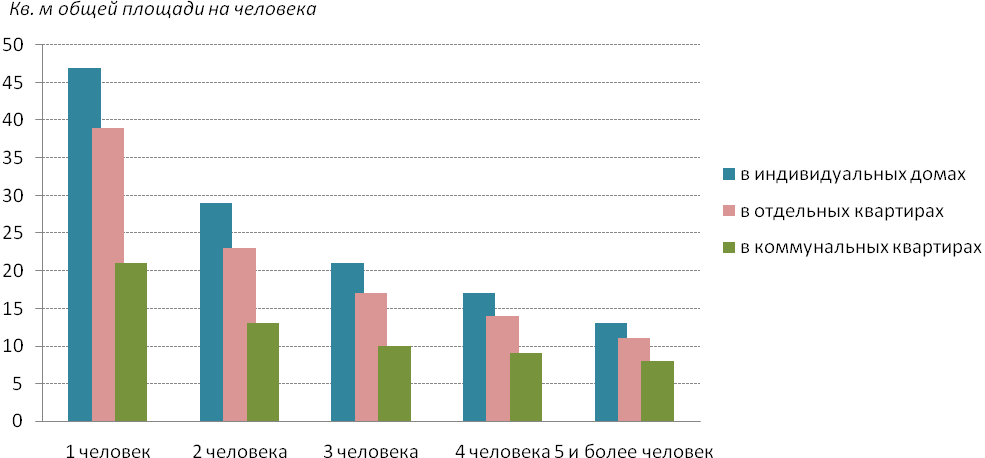 Кв. м общей площади на человека
50
45
40
35
30
25
20
15
10
5
0
1 человек 2 человека 3 человека 4 человека 5 и более человек
в индивидуальных домах
в отдельных квартирах
в коммунальных квартирах